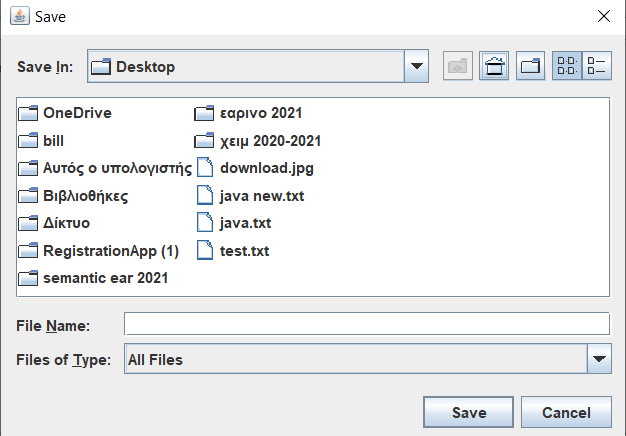 Save
Save In: Desktop
OneDrive
bill
Αυτός ο υπολογιστής
Βιβλιοθήκες
Δίκτυο
RegistrationApp (1)
semantic ear 2021
εαρινο 2021
χειμ 2020-2021
download.jpg
java new.txt
java.txt
test.txt
File Name:
Files of Type: All Files
Save Cancel